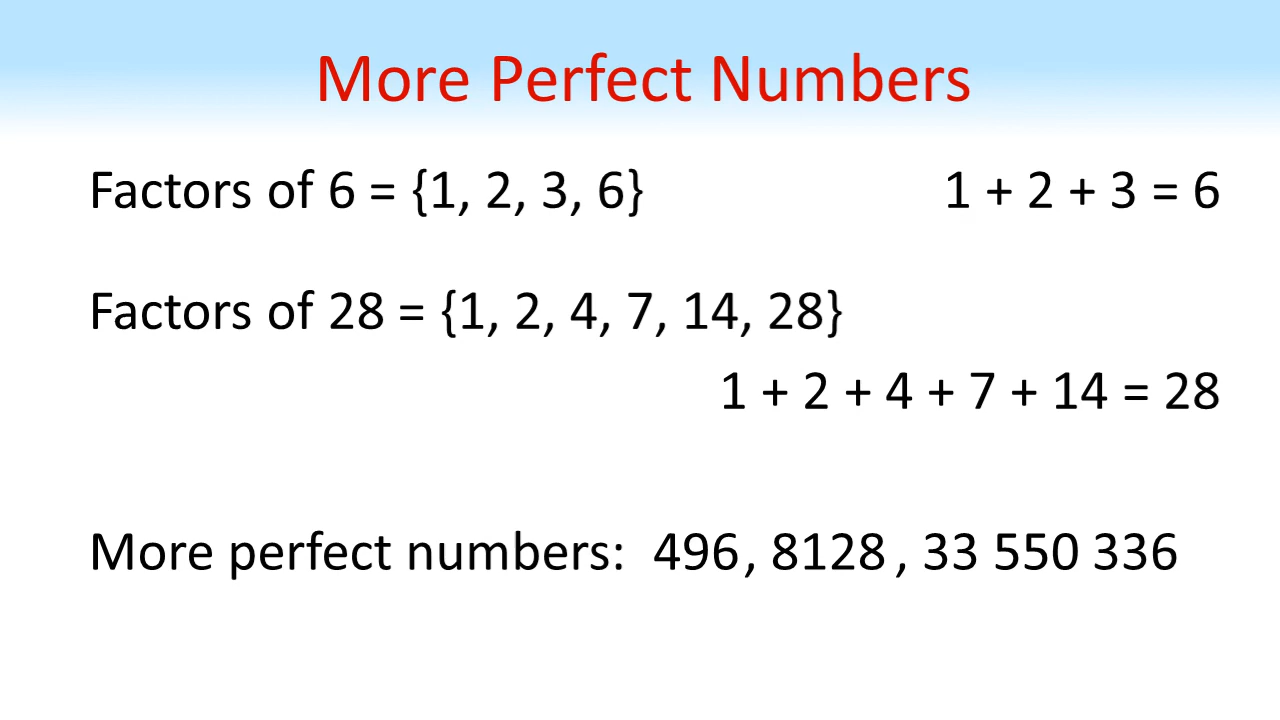 More Perfect Numbers
Factors of 6 = {1, 2, 3, 6} 1 + 2 + 3 = 6
Factors of 28 = {1, 2, 4, 7, 14, 28}
1 + 2 + 4 + 7 + 14 = 28
More perfect numbers: 496, 8128, 33 550 336